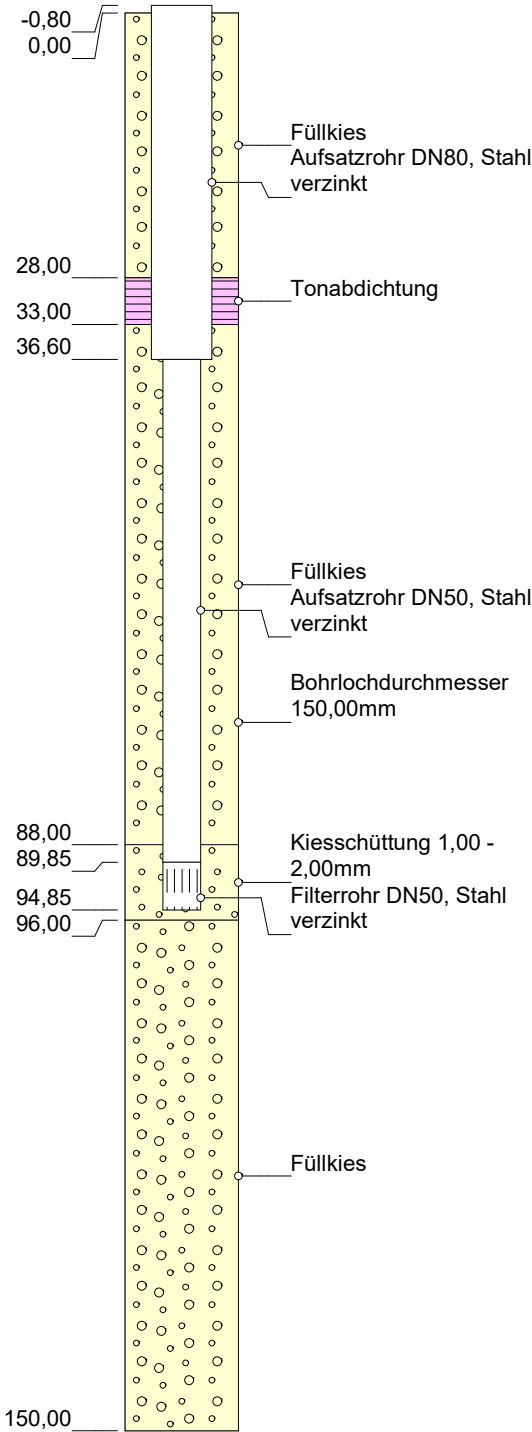 -0,80
0,00
Füllkies
Aufsatzrohr DN80, Stahl
verzinkt
28,00
Tonabdichtung
33,00
36,60
Füllkies
Aufsatzrohr DN50, Stahl
verzinkt
Bohrlochdurchmesser
150,00mm
88,00
89,85
Kiesschüttung 1,00 -
2,00mm
94,85
Filterrohr DN50, Stahl
96,00
verzinkt
Füllkies
150,00